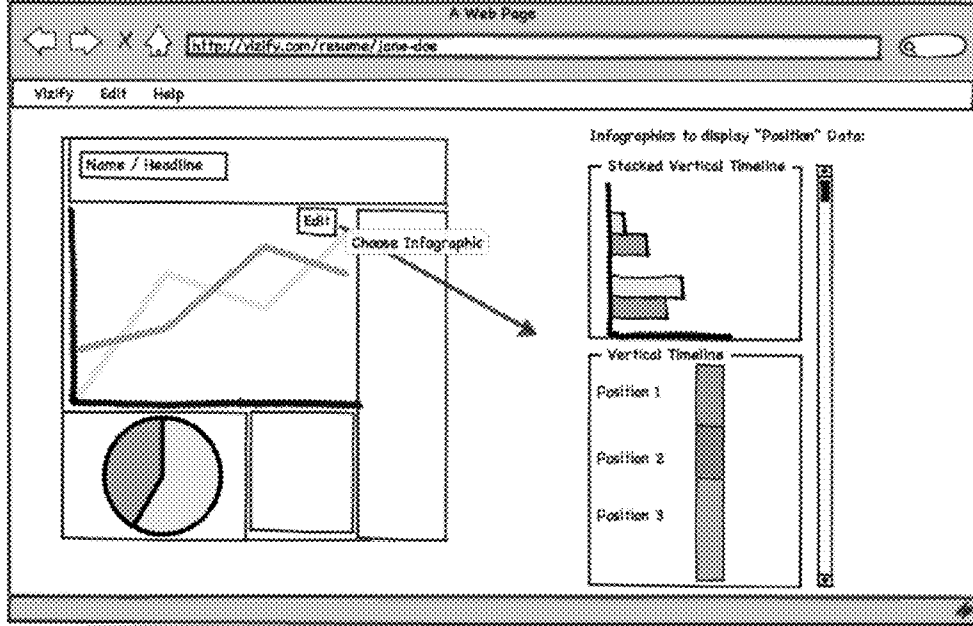 A Web Page
http://vizify.com/resume/jane-doe
Vizify Edit Help
Infographics to display "Position" Data:
Name / Headline
Stacked Vertical Timeline
Edit
Choose Infographic
Vertical Timeline
Position 1
Position 2
Position 3